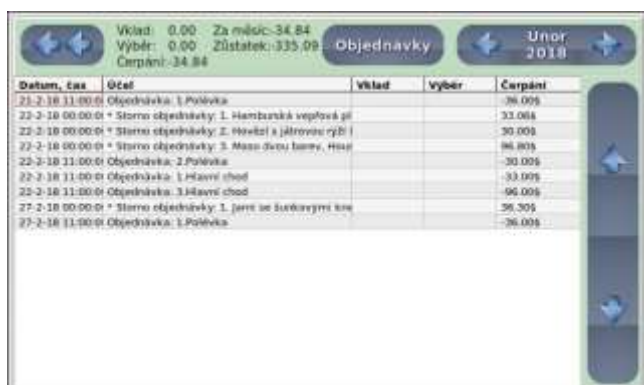 Vklad: 0.00 Za měsíc:-34.84
Výběr: 0.00 Zůstatek:-335.09
Čerpání:-34.84
Objednávky
Únor
2018
Datum, čas Účel Vklad Výběr Čerpání
21-2-18 11:00:0 Objednávka: 1.Polévka -36.00$
22-2-18 00:00:0 * Storno objednávky: 1. Hamburská vepřová pl 33.06$
22-2-18 00:00:0 * Storno objednávky: 2. Hovězí s játrovou rýží 30.00$
22-2-18 00:00:0 * Storno objednávky: 3. Maso dvou barev, Hous 96.80$
22-2-18 11:00:0 Objednávka: 2.Polévka -30.00$
22-2-18 11:00:0 Objednávka: 1.Hlavní chod -33.00$
22-2-18 11:00:0 Objednávka: 3.Hlavní chod -96.00$
27-2-18 00:00:0 * Storno objednávky: 1. Jarní se šunkovými kne 36.30$
27-2-18 11:00:0 Objednávka: 1.Polévka -36.00$